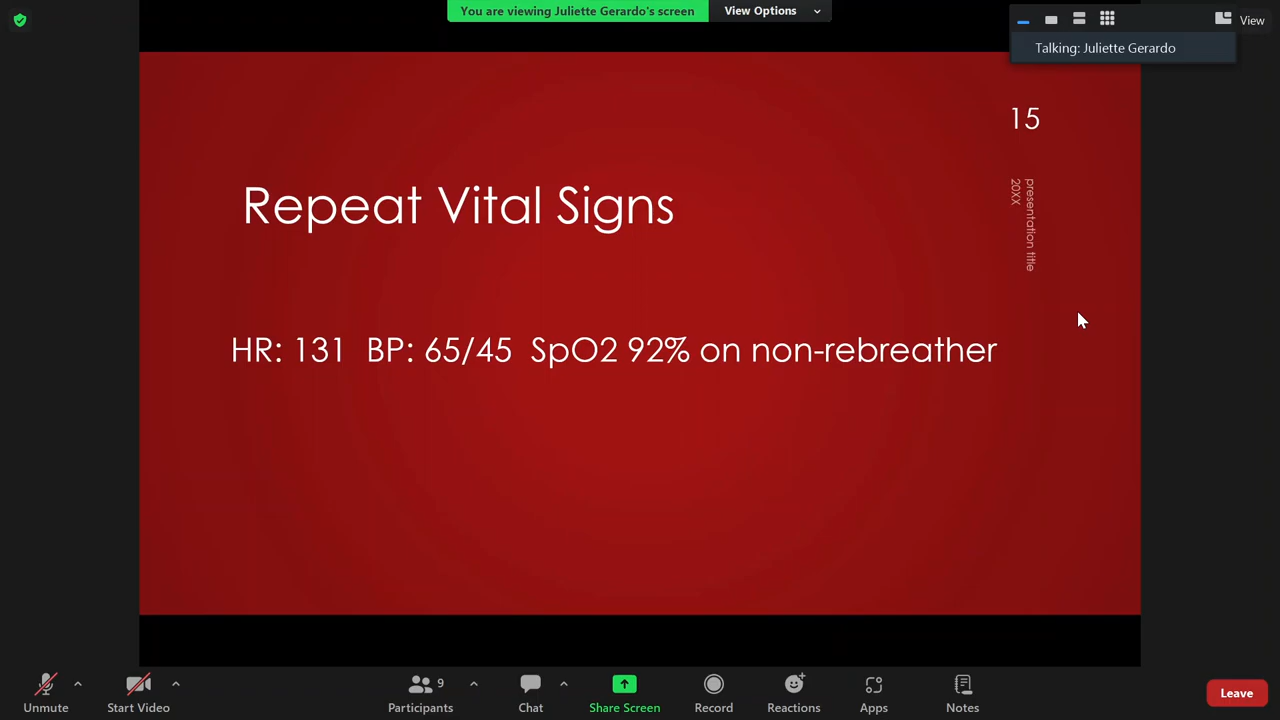 You are viewing Juliette Gerardo's screen
View Options
View
Talking: Juliette Gerardo
15
presentation title
20XX
Repeat Vital Signs
HR: 131 BP: 65/45 SpO2 92% on non-rebreather
Unmute
Start Video
9
Participants
Chat
Share Screen
Record
Reactions
Apps
Notes
Leave